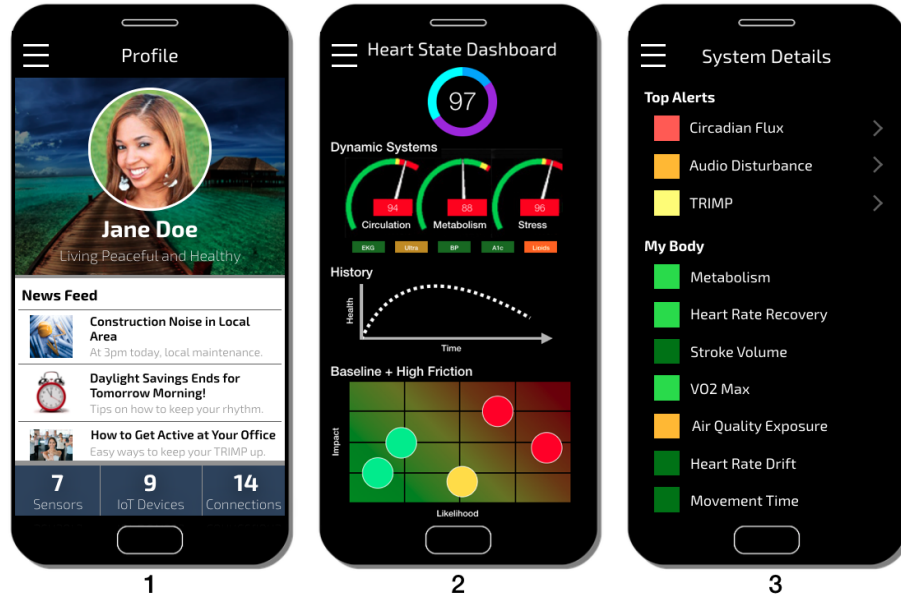 Profile
Jane Doe
Living Peaceful and Healthy
News Feed
Construction Noise in Local
Area
At 3pm today, local maintenance.
Daylight Savings Ends for
Tomorrow Morning!
Tips on how to keep your rhythm.
How to Get Active at Your Office
Easy ways to keep your TRIMP up.
7 9 14
Sensors IoT Devices Connections
1
Heart State Dashboard
97
Dynamic Systems
94 88 96
Circulation Metabolism Stress
EKG Ultra BP A1c Lipids
History
Health
Time
Baseline + High Friction
Impact
Likelihood
2
System Details
Top Alerts
Circadian Flux
Audio Disturbance
TRIMP
My Body
Metabolism
Heart Rate Recovery
Stroke Volume
VO2 Max
Air Quality Exposure
Heart Rate Drift
Movement Time
3